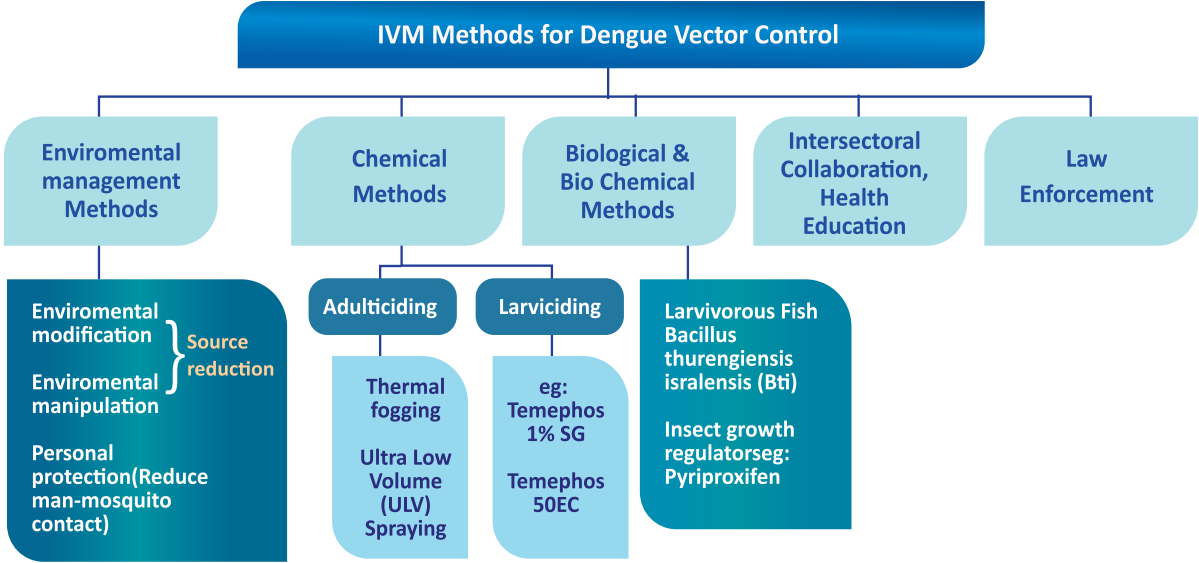 IVM Methods for Dengue Vector Control
Enviromental
management
Methods
Chemical
Methods
Biological &
Bio Chemical
Methods
Intersectoral
Collaboration,
Health
Education
Law
Enforcement
Enviromental
modification
Enviromental
manipulation
Source
reduction
Personal
protection(Reduce
man-mosquito
contact)
Adulticiding
Thermal
fogging
Ultra Low
Volume
(ULV)
Spraying
Larviciding
eg:
Temephos
1% SG
Temephos
50EC
Larvivorous Fish
Bacillus
thurengiensis
isralensis (Bti)
Insect growth
regulatorseg:
Pyriproxifen